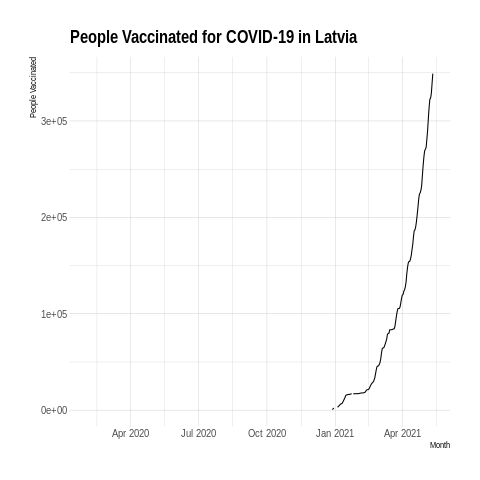 People Vaccinated for COVID-19 in Latvia
People Vaccinated
3e+05
2e+05
1e+05
0e+00
Apr 2020 Jul 2020 Oct 2020 Jan 2021 Apr 2021
Month